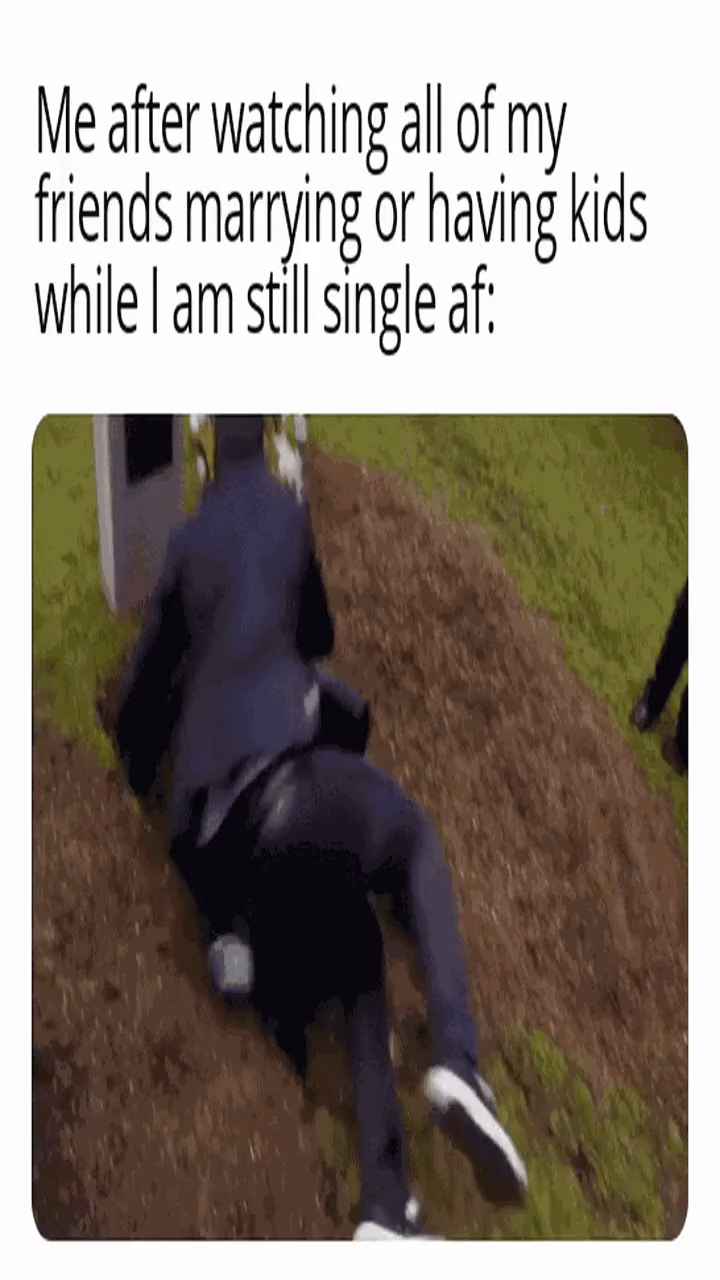 Me after watching all of my
friends marrying or having kids
while I am still single af: